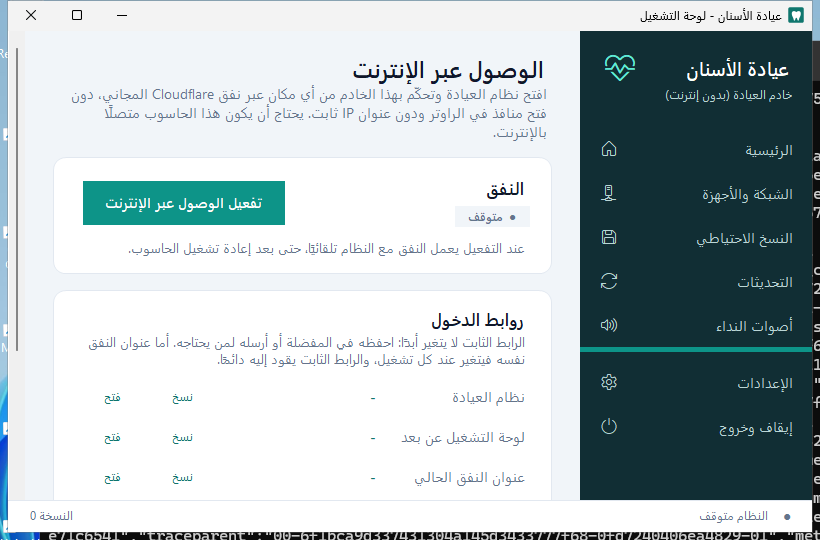 عيادة الأسنان - لوحة التشغيل
عيادة الأسنان
خادم العيادة (بدون إنترنت)
الرئيسية
الشبكة والأجهزة
النسخ الاحتياطي
التحديثات
أصوات النداء
الإعدادات
إيقاف وخروج
الوصول عبر الإنترنت
افتح نظام العيادة وتحكّم بهذا الخادم من أي مكان عبر نفق Cloudflare المجاني، دون
فتح منافذ في الراوتر ودون عنوان IP ثابت. يحتاج أن يكون هذا الحاسوب متصلًا
بالإنترنت.
النفق
● متوقف
تفعيل الوصول عبر الإنترنت
عند التفعيل يعمل النفق مع النظام تلقائيًا، حتى بعد إعادة تشغيل الحاسوب.
روابط الدخول
الرابط الثابت لا يتغير أبدًا: احفظه في المفضلة أو أرسله لمن يحتاجه. أما عنوان النفق
نفسه فيتغير عند كل تشغيل، والرابط الثابت يقود إليه دائمًا.
نظام العيادة - نسخ فتح
لوحة التشغيل عن بعد - نسخ فتح
عنوان النفق الحالي - نسخ فتح
● النظام متوقف
النسخة 0